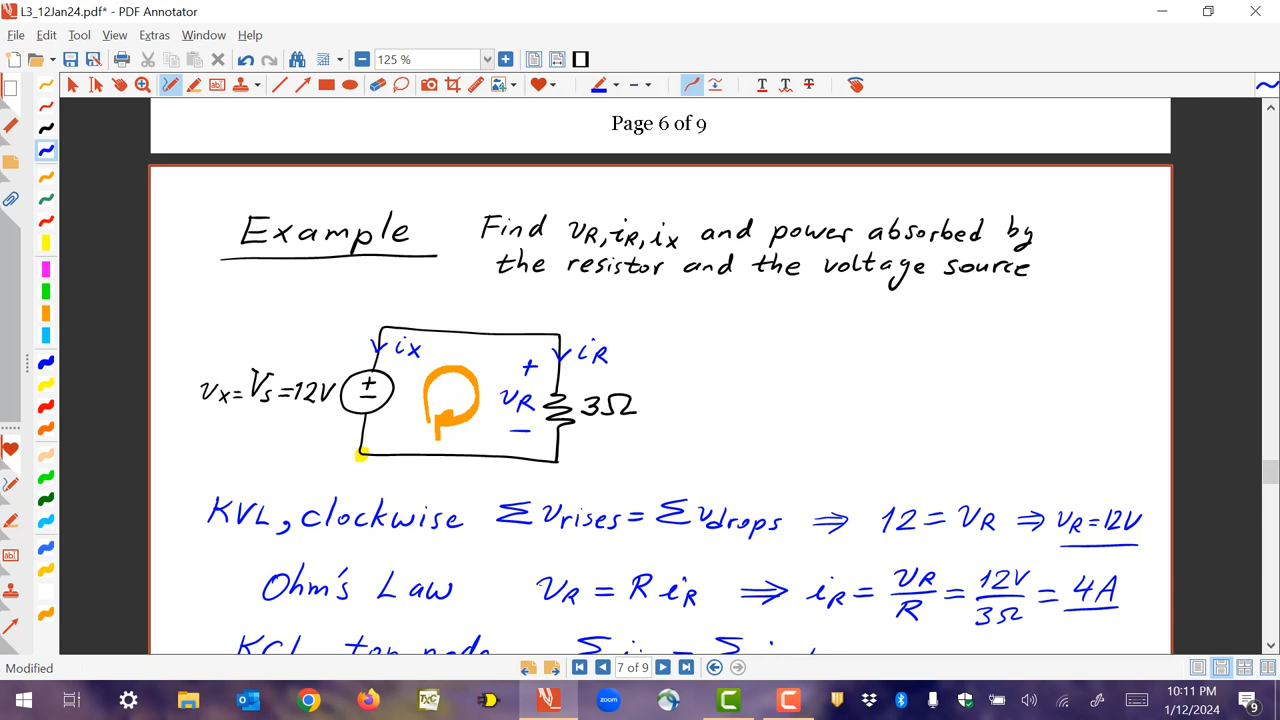 L3_12Jan24.pdf* - PDF Annotator
File Edit Tool View Extras Window Help
125 %
Page 6 of 9
Example Find vR, iR, ix and power absorbed by
the resistor and the voltage source
ix
iR
+
vx = Vs = 12V
+
−
vR
3Ω
−
KVL, clockwise Σ vrises = Σ vdrops ⇒ 12 = vR ⇒ vR = 12V
Ohm's Law vR = R iR ⟹ iR = vR/R = 12V/3Ω = 4A
Modified
7 of 9
zoom
10:11 PM
1/12/2024
9